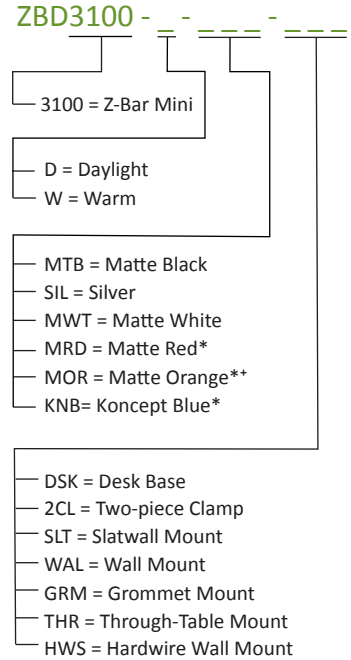 ZBD3100 - _ - _ _ _ - _ _ _
3100 = Z-Bar Mini
D = Daylight
W = Warm
MTB = Matte Black
SIL = Silver
MWT = Matte White
MRD = Matte Red*
MOR = Matte Orange*⁺
KNB= Koncept Blue*
DSK = Desk Base
2CL = Two-piece Clamp
SLT = Slatwall Mount
WAL = Wall Mount
GRM = Grommet Mount
THR = Through-Table Mount
HWS = Hardwire Wall Mount